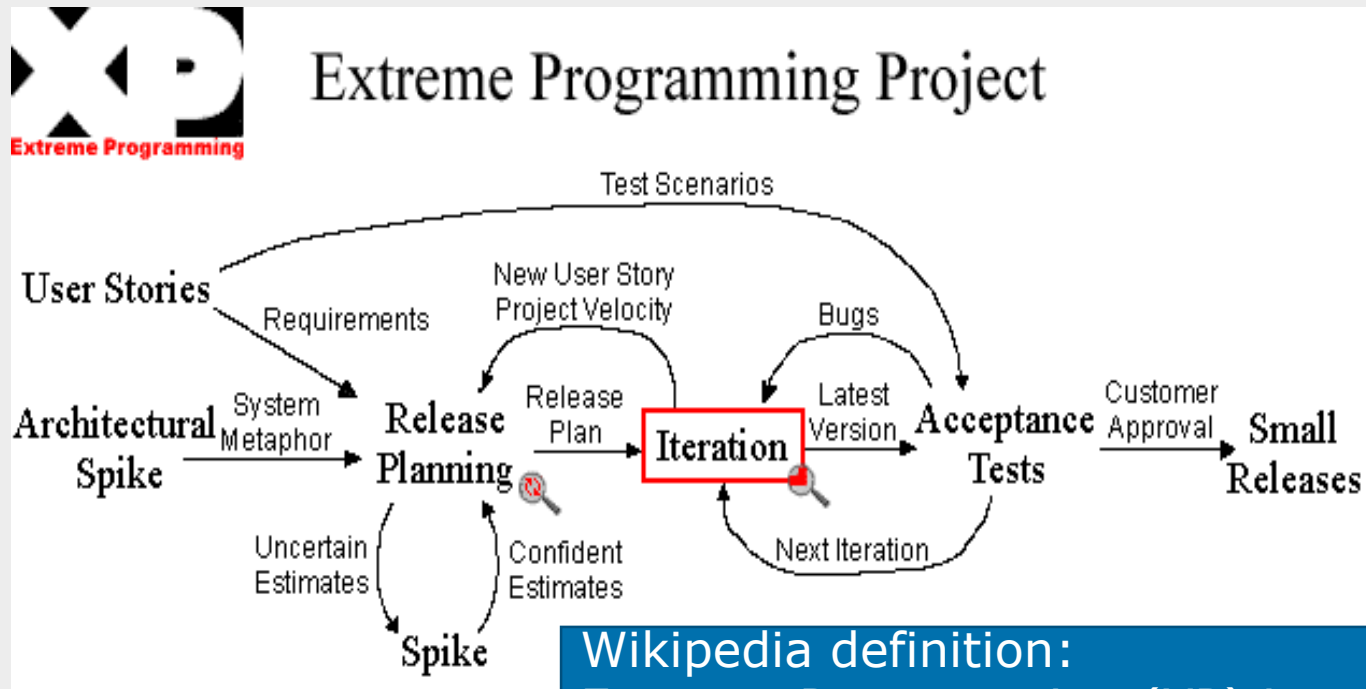 XP
Extreme Programming
Extreme Programming Project
Test Scenarios
User Stories
New User Story
Project Velocity
Requirements
Bugs
Architectural
Spike
System
Metaphor
Release
Planning
Release
Plan
Iteration
Latest
Version
Acceptance
Tests
Customer
Approval
Small
Releases
Uncertain
Estimates
Confident
Estimates
Next Iteration
Spike
Wikipedia definition: